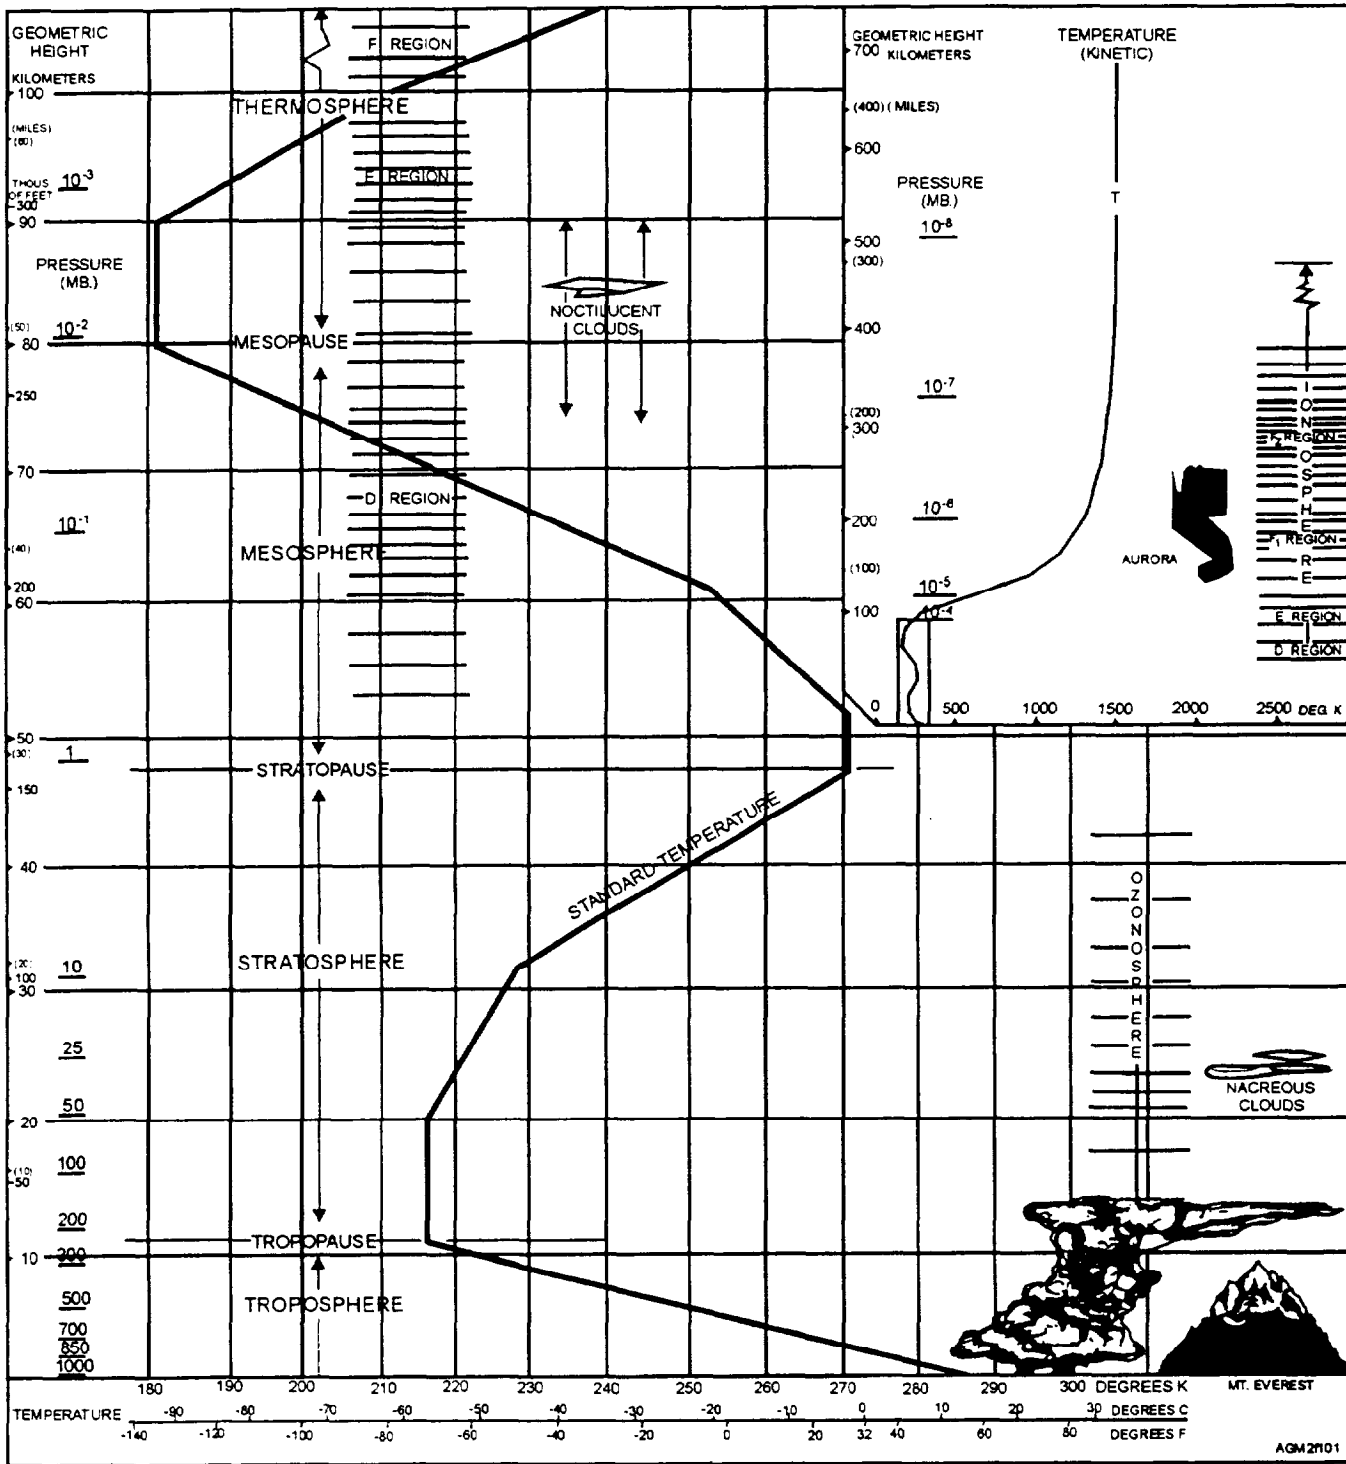 GEOMETRIC
HEIGHT
KILOMETERS
100
(MILES)
(60)
THOUS
OF FEET
300
10-3
90
PRESSURE
(MB.)
(50)
10-2
80
250
70
10-1
(40)
200
60
50
(30)
1
150
40
(20)
100
10
30
25
50
20
100
(10)
50
200
10
300
500
700
850
1000
F REGION
THERMOSPHERE
E REGION
NOCTILUCENT
CLOUDS
MESOPAUSE
D REGION
MESOSPHERE
STRATOPAUSE
STANDARD TEMPERATURE
STRATOSPHERE
TROPOPAUSE
TROPOSPHERE
GEOMETRIC HEIGHT
KILOMETERS
700
(400) (MILES)
600
500
(300)
400
(200)
300
200
(100)
100
PRESSURE
(MB.)
10-8
10-7
10-6
10-5
10-4
TEMPERATURE
(KINETIC)
T
AURORA
IONOSPHERE
F2 REGION
F1 REGION
E REGION
D REGION
0 500 1000 1500 2000 2500 DEG. K
OZONOSPHERE
NACREOUS
CLOUDS
MT. EVEREST
180 190 200 210 220 230 240 250 260 270 280 290 300 DEGREES K
TEMPERATURE -90 -80 -70 -60 -50 -40 -30 -20 -10 0 10 20 30 DEGREES C
-140 -120 -100 -80 -60 -40 -20 0 20 32 40 60 80 DEGREES F
AGM2f101